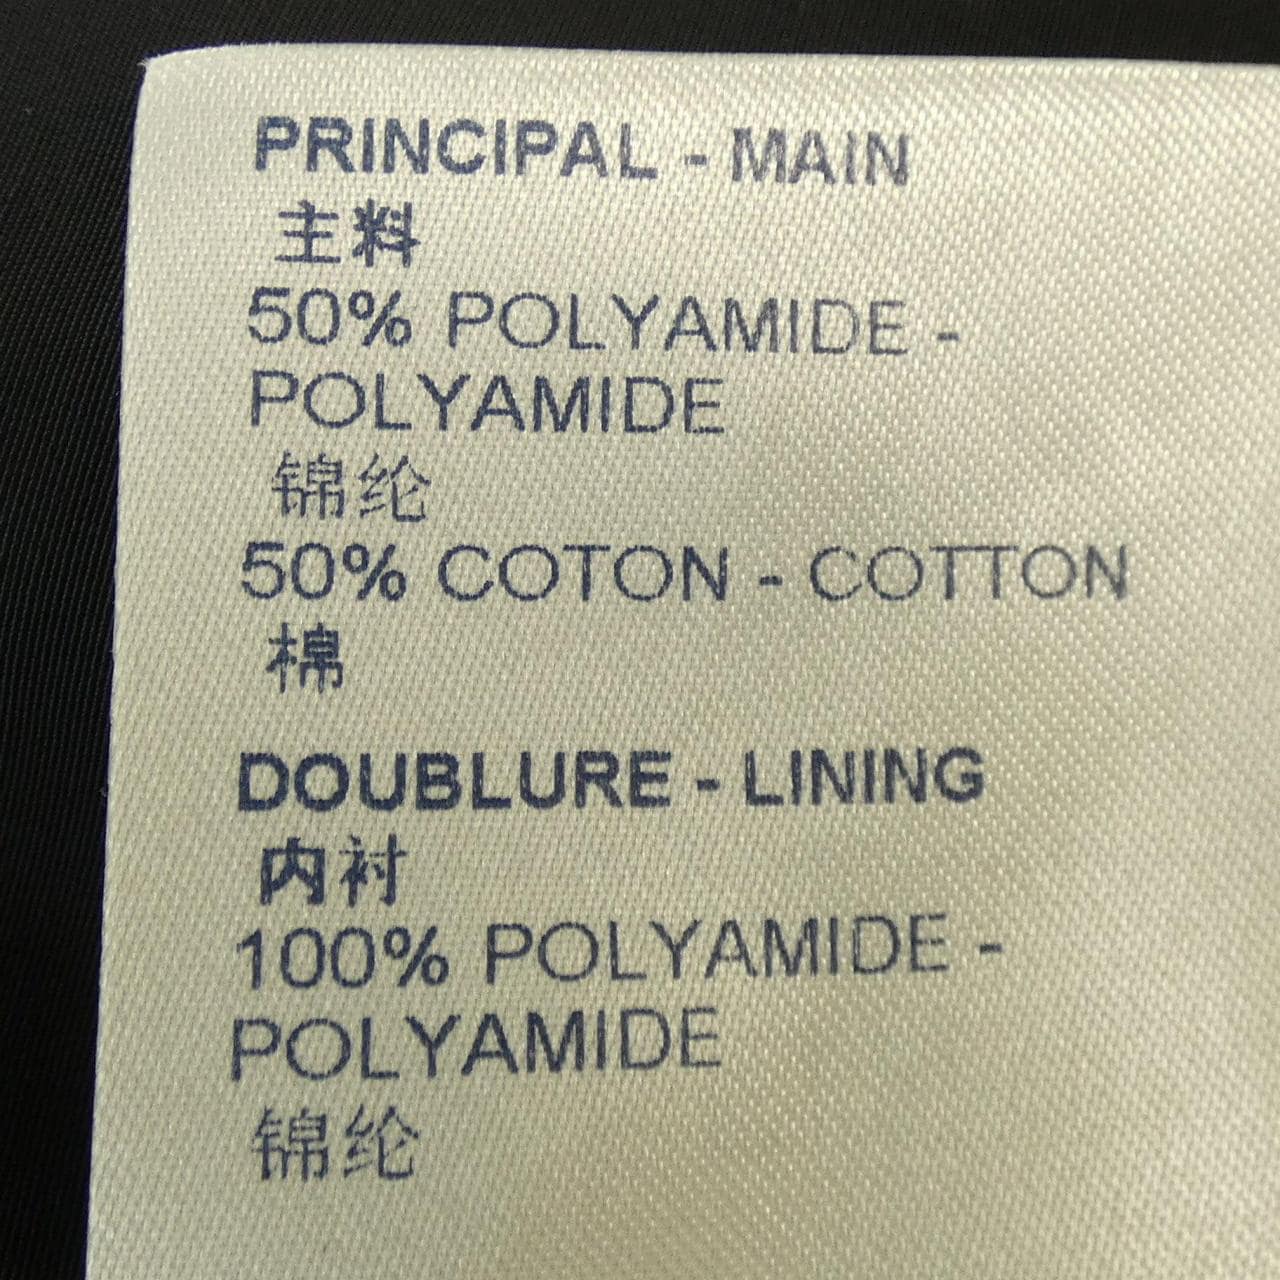 PRINCIPAL - MAIN
主料
50% POLYAMIDE -
POLYAMIDE
锦纶
50% COTON - COTTON
棉
DOUBLURE - LINING
内衬
100% POLYAMIDE -
POLYAMIDE
锦纶